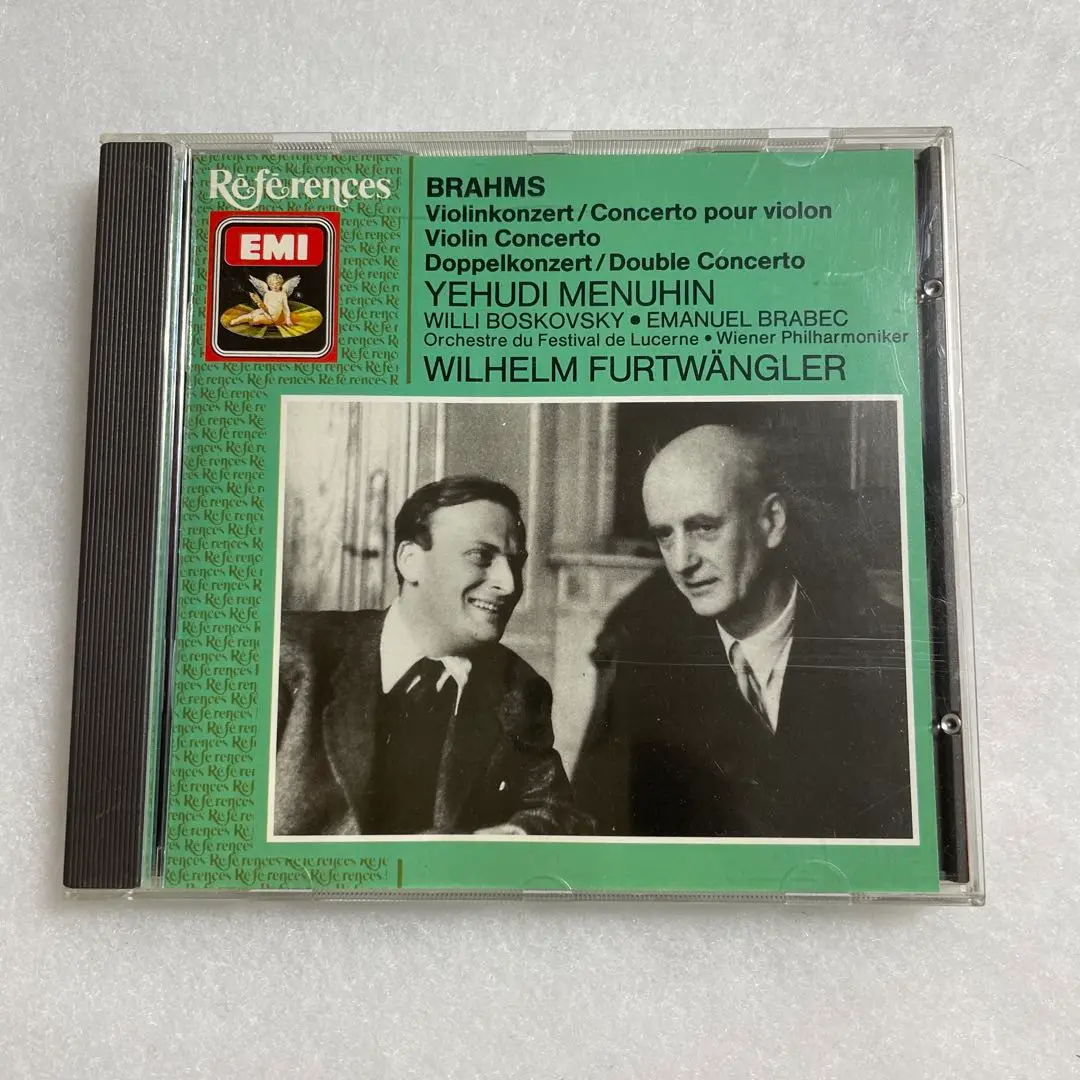 Références
EMI
BRAHMS
Violinkonzert/Concerto pour violon
Violin Concerto
Doppelkonzert/Double Concerto
YEHUDI MENUHIN
WILLI BOSKOVSKY • EMANUEL BRABEC
Orchestre du Festival de Lucerne • Wiener Philharmoniker
WILHELM FURTWÄNGLER